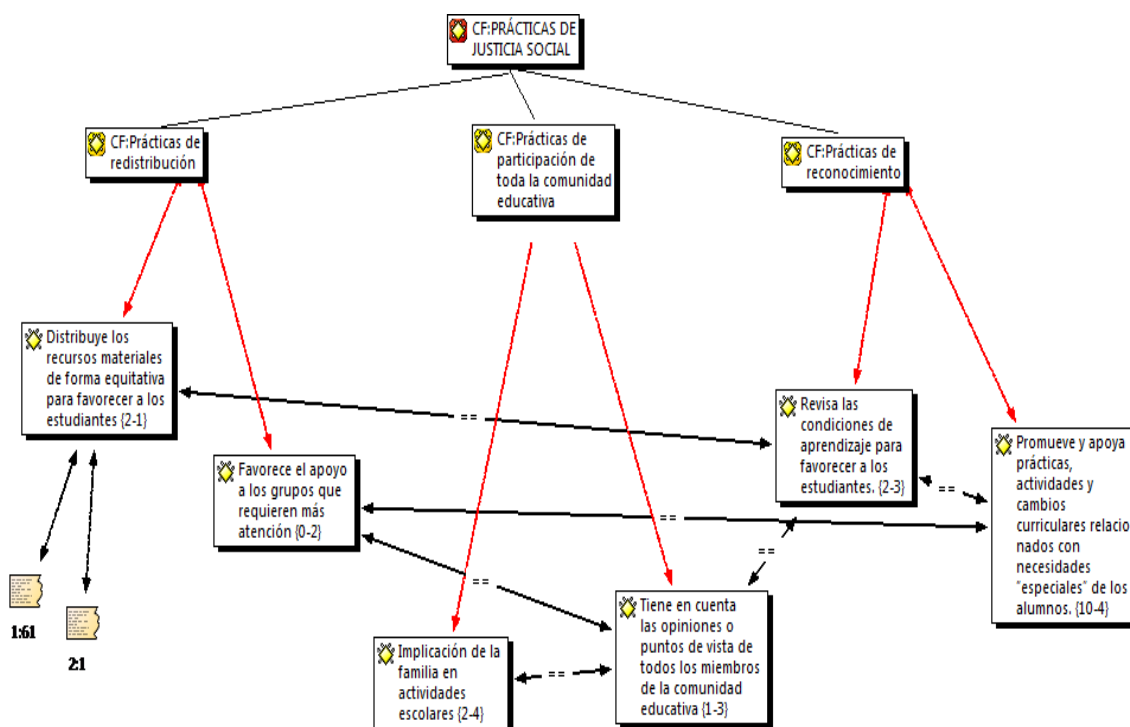 CF:PRÁCTICAS DE
JUSTICIA SOCIAL
CF:Prácticas de
redistribución
CF:Prácticas de
participación de
toda la comunidad
educativa
CF:Prácticas de
reconocimiento
Distribuye los
recursos materiales
de forma equitativa
para favorecer a los
estudiantes {2-1}
==
Revisa las
condiciones de
aprendizaje para
favorecer a los
estudiantes. {2-3}
Favorece el apoyo
a los grupos que
requieren más
atención {0-2}
==
==
==
==
Promueve y apoya
prácticas,
actividades y
cambios
curriculares relacio
nados con
necesidades
"especiales" de los
alumnos. {10-4}
1:61
2:1
Implicación de la
familia en
actividades
escolares {2-4}
==
Tiene en cuenta
las opiniones o
puntos de vista de
todos los miembros
de la comunidad
educativa {1-3}